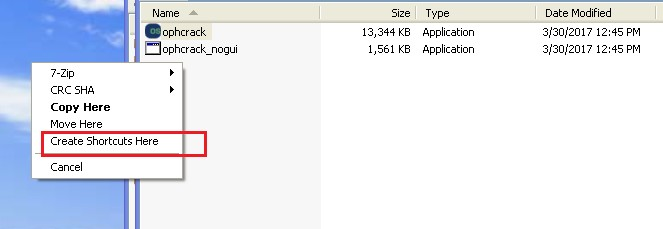 Name Size Type Date Modified
ophcrack 13,344 KB Application 3/30/2017 12:45 PM
ophcrack_nogui 1,561 KB Application 3/30/2017 12:45 PM
7-Zip
CRC SHA
Copy Here
Move Here
Create Shortcuts Here
Cancel